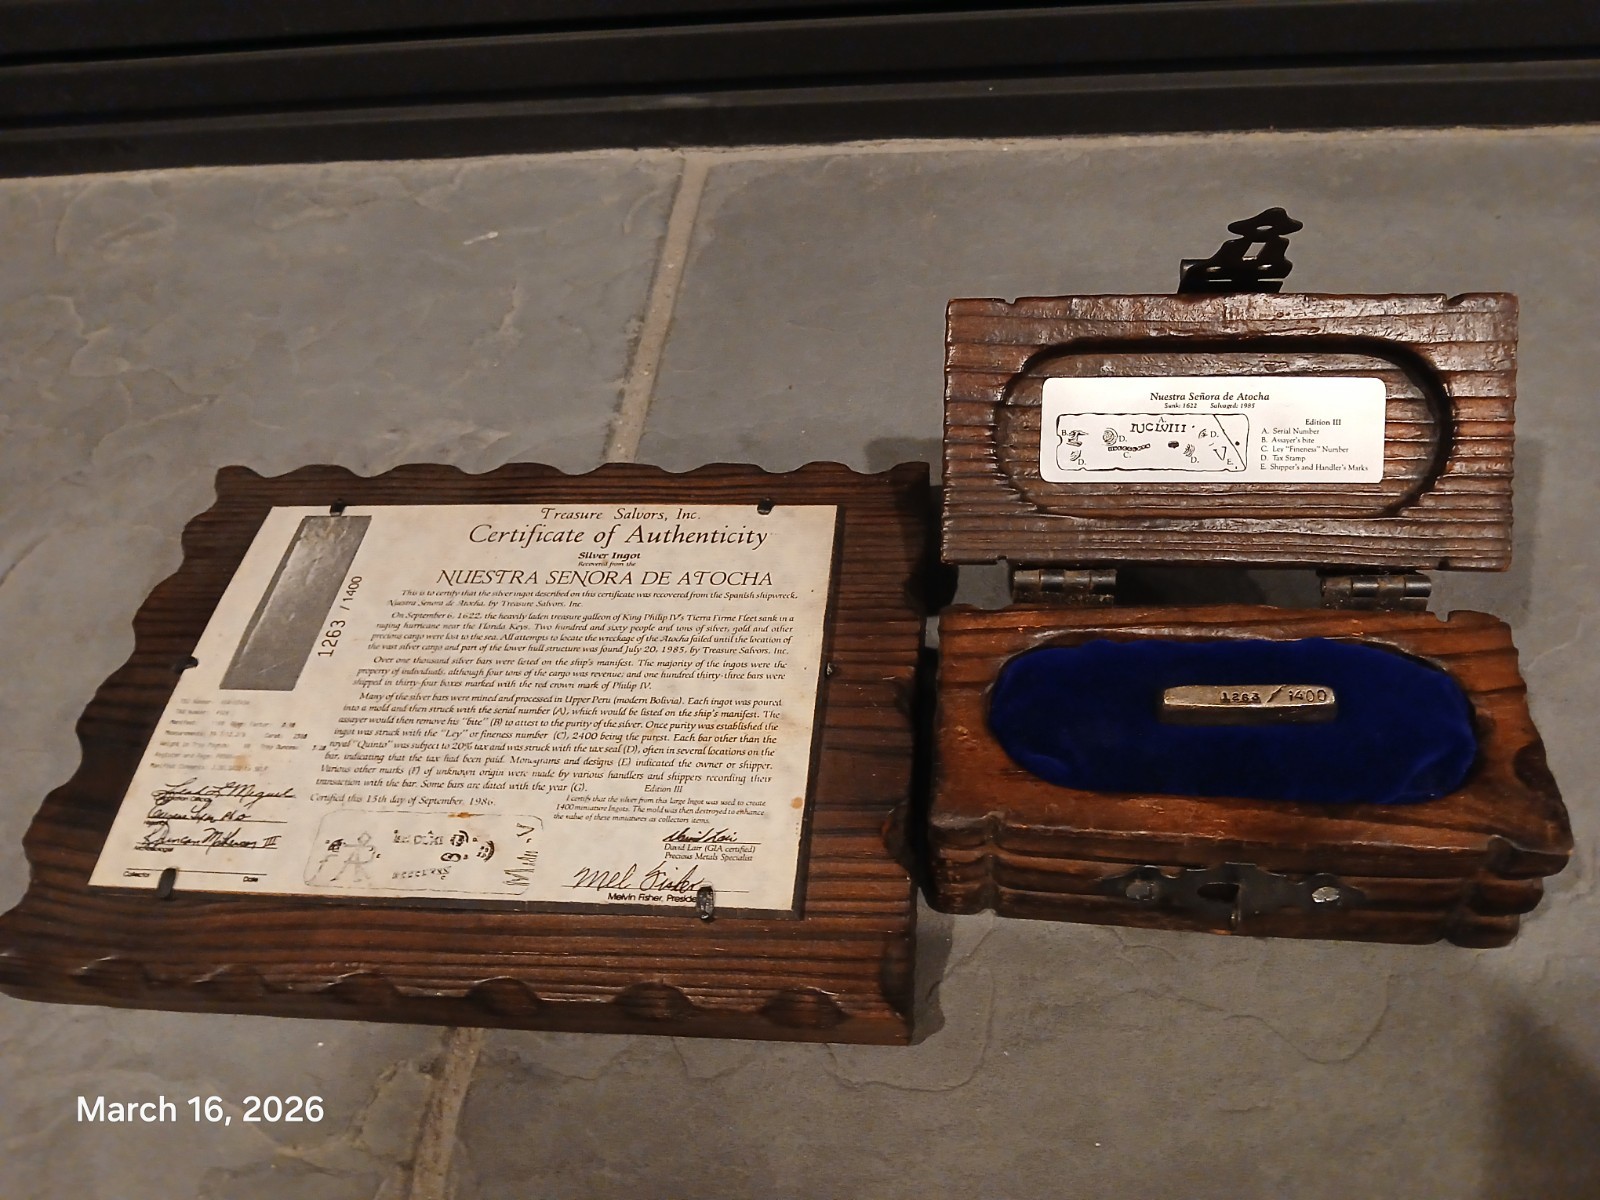 Treasure Salvors, Inc.
Certificate of Authenticity
Silver Ingot
Recovered from the
NUESTRA SEÑORA DE ATOCHA
This is to certify that the silver ingot described on this certificate was recovered from the Spanish shipwreck,
Nuestra Senora de Atocha, by Treasure Salvors, Inc.
On September 6, 1622, the heavily laden treasure galleon of King Philip IV's Tierra Firme Fleet sank in a
raging hurricane near the Florida Keys. Two hundred and sixty people and tons of silver, gold and other
precious cargo were lost to the sea. All attempts to locate the wreckage of the Atocha failed until the location of
the vast silver cargo and part of the lower hull structure was found July 20, 1985, by Treasure Salvors, Inc.
Over one thousand silver bars were listed on the ship's manifest. The majority of the ingots were the
property of individuals, although four tons of the cargo was revenue; and one hundred thirty-three bars were
shipped in thirty-four boxes marked with the red crown mark of Philip IV.
Many of the silver bars were mined and processed in Upper Peru (modern Bolivia). Each ingot was poured
into a mold and then struck with the serial number (A), which would be listed on the ship's manifest. The
assayer would then remove his "bite" (B) to attest to the purity of the silver. Once purity was established the
ingot was struck with the "Ley" or fineness number (C), 2400 being the purest. Each bar other than the
royal "Quinto" was subject to 20% tax and was struck with the tax seal (D), often in several locations on the
bar, indicating that the tax had been paid. Monograms and designs (E) indicated the owner or shipper.
Various other marks (F) of unknown origin were made by various handlers and shippers recording their
transaction with the bar. Some bars are dated with the year (G).
Certified this 15th day of September, 1986.
Edition III
I certify that the silver from this large ingot was used to create
1400 miniature ingots. The mold was then destroyed to enhance
the value of these miniatures as collectors items.
David Lair (GIA certified)
Precious Metals Specialist
Mel Fisher
Melvin Fisher, Preside
1263 / 1400
Duncan Mathewson III
Archaeologist
Collector
Date
Nuestra Señora de Atocha
Sunk: 1622 Salvaged: 1985
Edition III
A. Serial Number
B. Assayer's bite
C. Ley "Fineness" Number
D. Tax Stamp
E. Shipper's and Handler's Marks
A.
B.
D.
D.
C.
D.
D.
E.
1263 / 1400
March 16, 2026